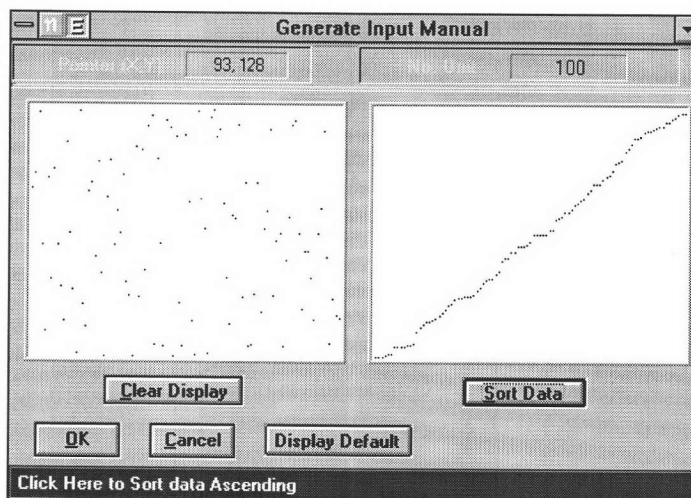 n E Generate Input Manual
Pointer (X,Y) 93,128 100
Clear Display Sort Data
OK Cancel Display Default
Click Here to Sort data Ascending